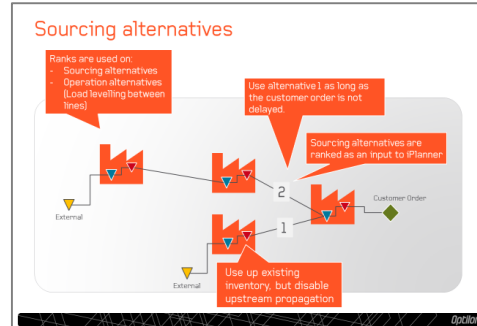 Sourcing alternatives
Ranks are used on:
- Sourcing alternatives
- Operation alternatives
(Load levelling between
lines)
Use alternative 1 as long as
the customer order is not
delayed.
Sourcing alternatives are
ranked as an input to iPlanner
2
Customer Order
External
1
External
Use up existing
inventory, but disable
upstream propagation
Optilon